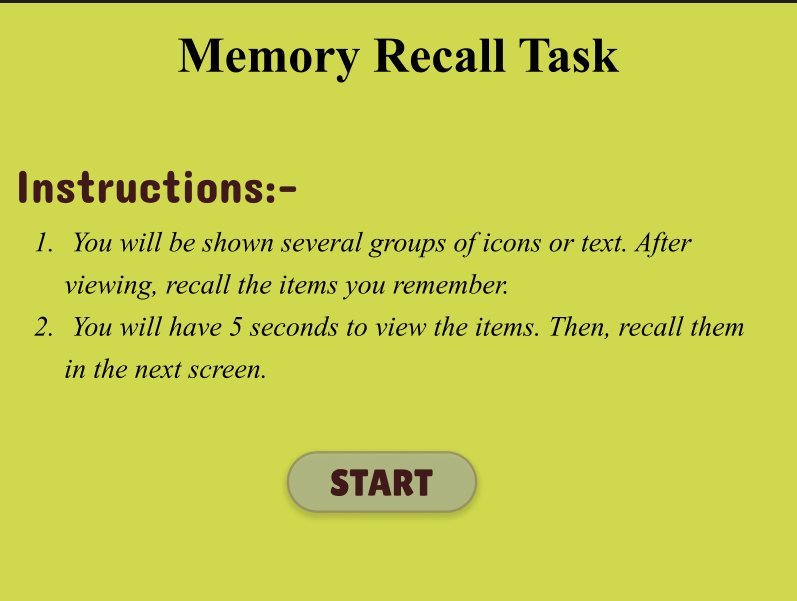 Memory Recall Task
Instructions:-
1. You will be shown several groups of icons or text. After
viewing, recall the items you remember.
2. You will have 5 seconds to view the items. Then, recall them
in the next screen.
START